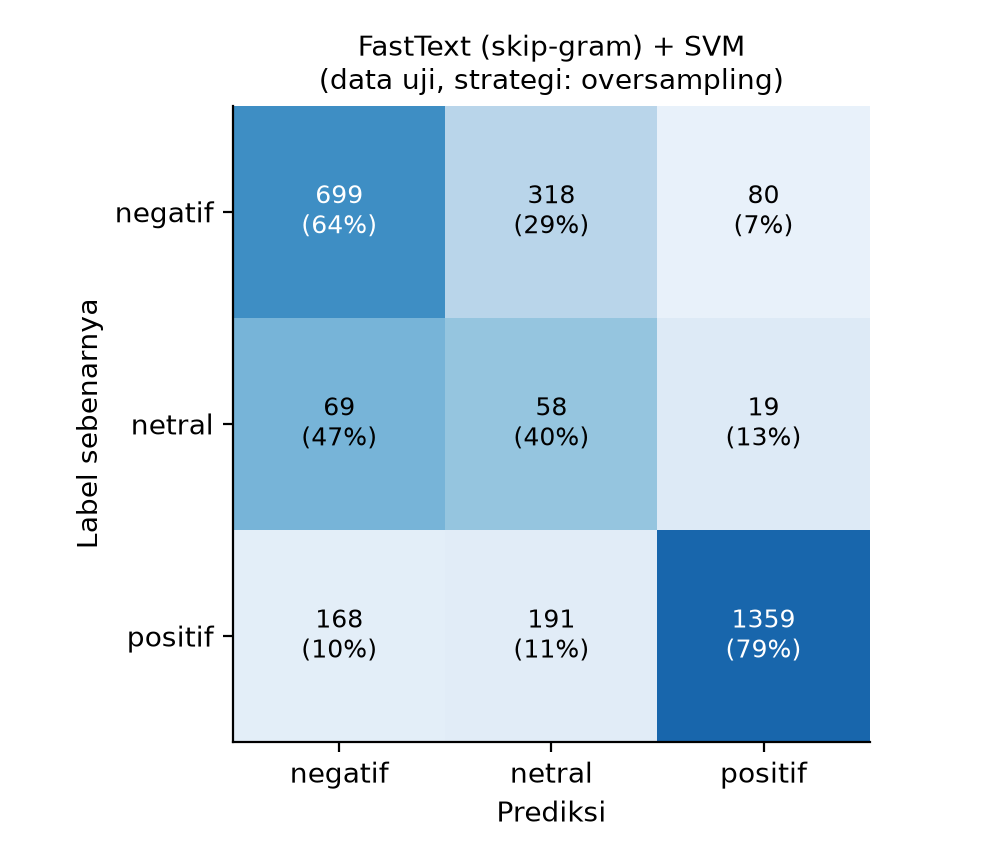 FastText (skip-gram) + SVM
(data uji, strategi: oversampling)
Label sebenarnya
negatif
699
(64%)
318
(29%)
80
(7%)
netral
69
(47%)
58
(40%)
19
(13%)
positif
168
(10%)
191
(11%)
1359
(79%)
negatif
netral
positif
Prediksi